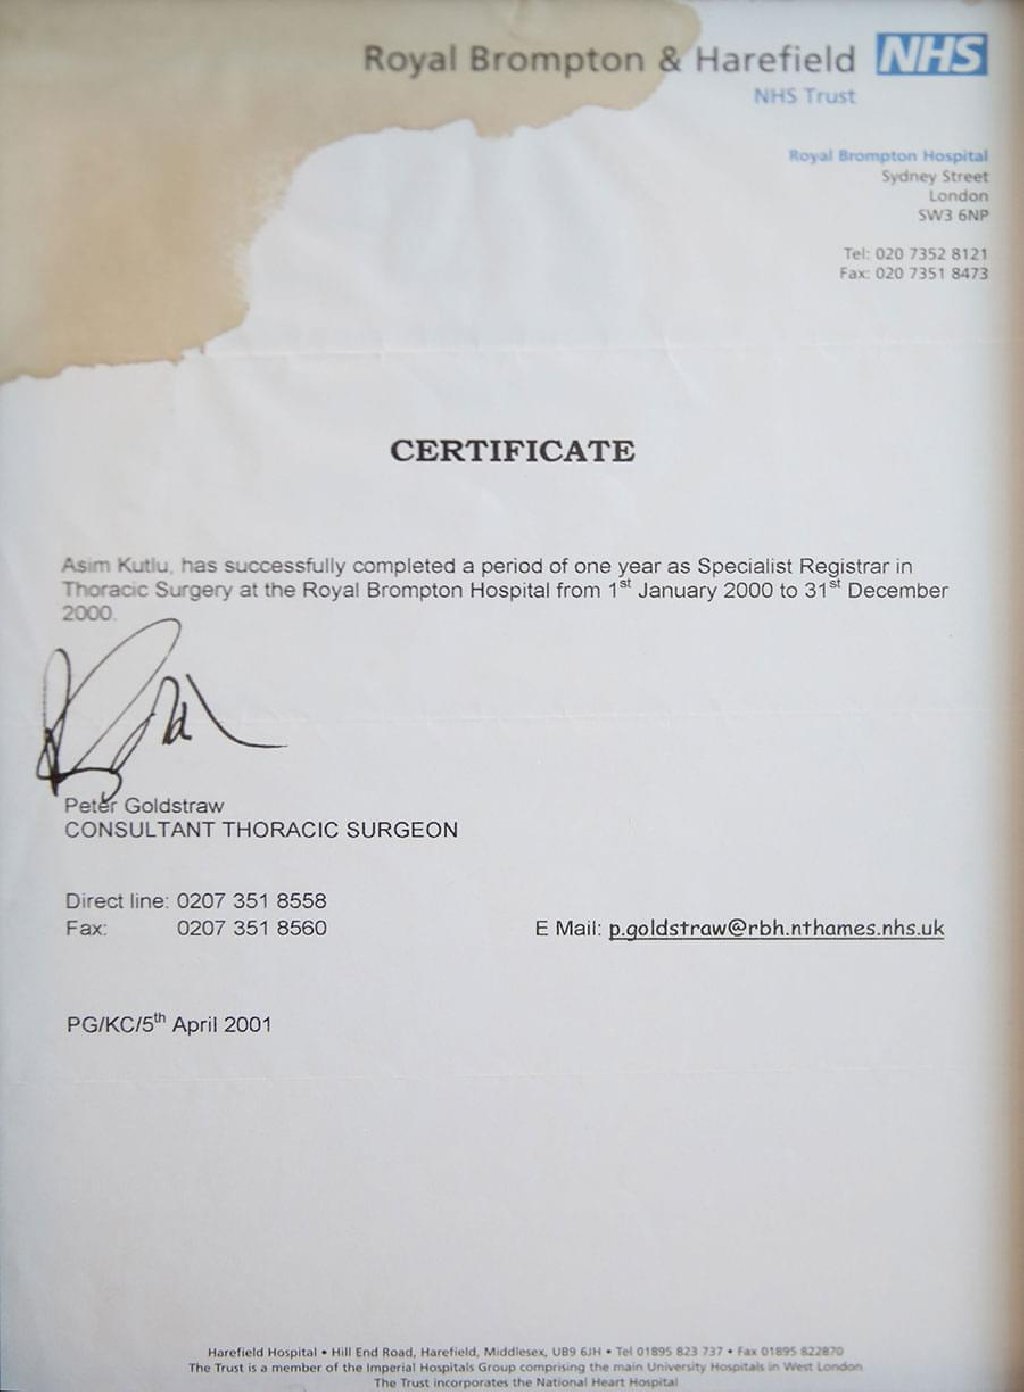 Royal Brompton & Harefield NHS
NHS Trust
Royal Brompton Hospital
Sydney Street
London
SW3 6NP
Tel: 020 7352 8121
Fax: 020 7351 8473
CERTIFICATE
Asim Kutlu, has successfully completed a period of one year as Specialist Registrar in
Thoracic Surgery at the Royal Brompton Hospital from 1st January 2000 to 31st December
2000.
Peter Goldstraw
CONSULTANT THORACIC SURGEON
Direct line: 0207 351 8558
Fax: 0207 351 8560 E Mail: p.goldstraw@rbh.nthames.nhs.uk
PG/KC/5th April 2001
Harefield Hospital • Hill End Road, Harefield, Middlesex, UB9 6JH • Tel 01895 823 737 • Fax 01895 822870
The Trust is a member of the Imperial Hospitals Group comprising the main University Hospitals in West London
The Trust incorporates the National Heart Hospital